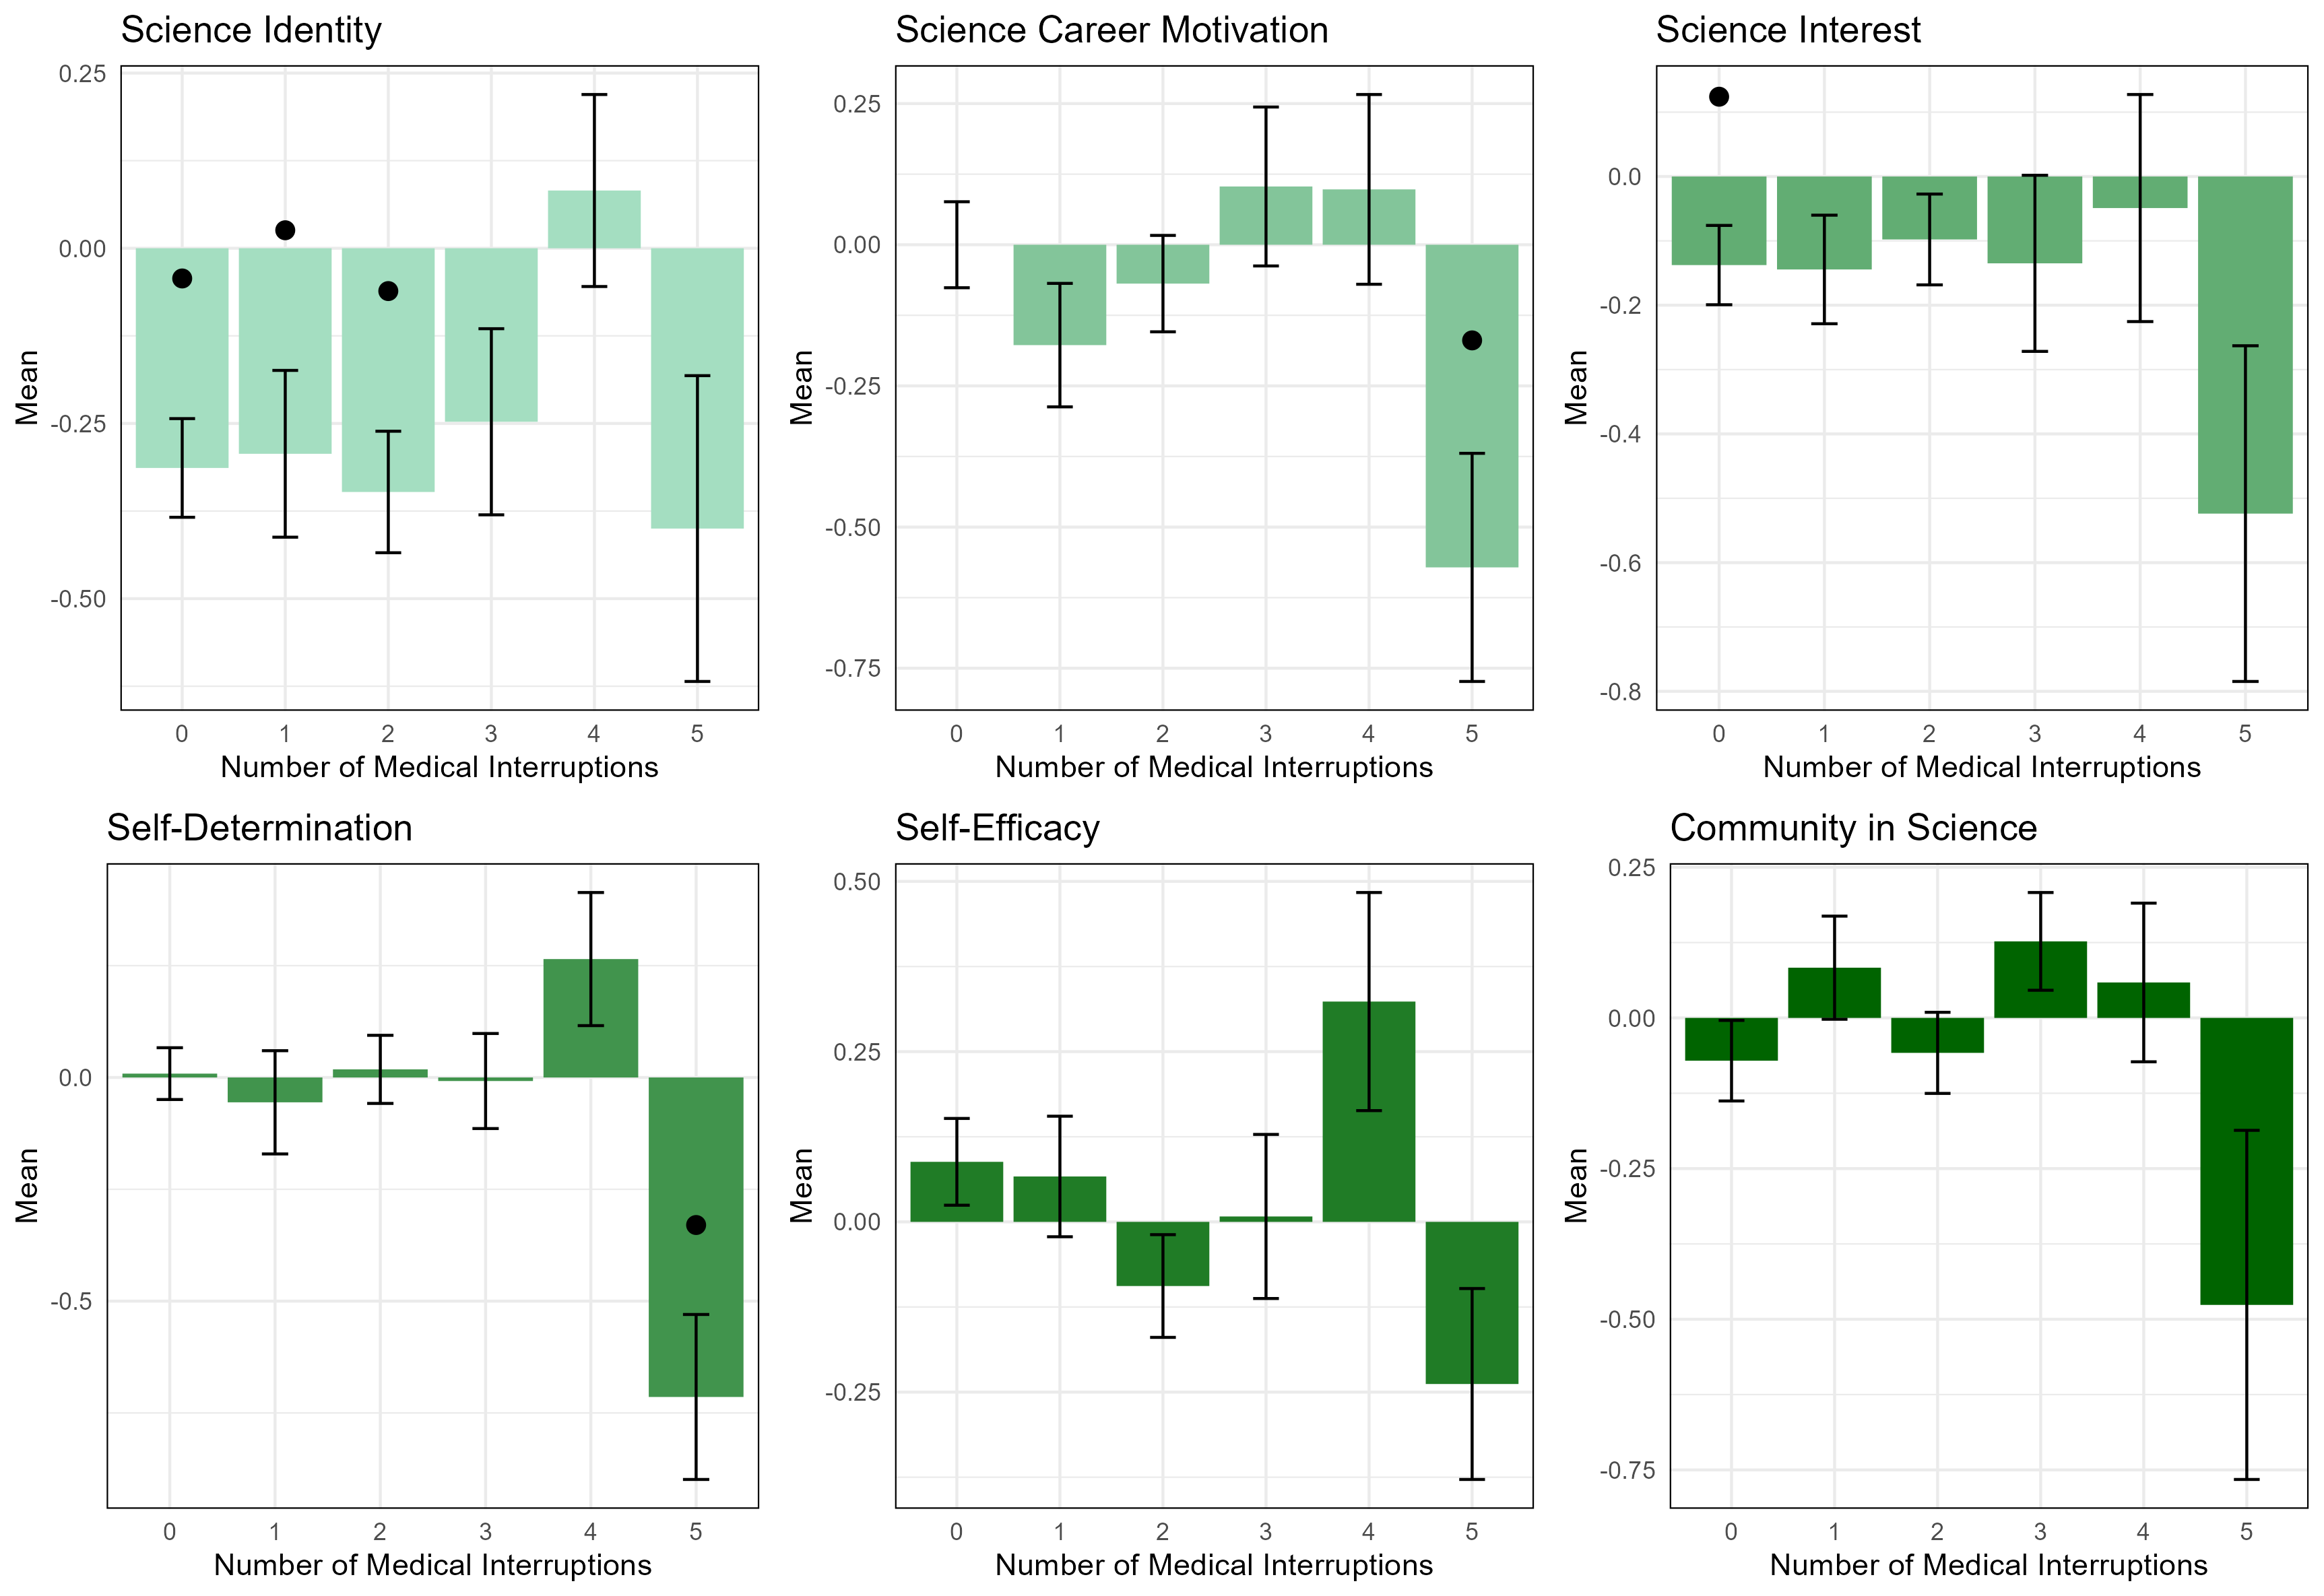 Science Identity
0.25
0.00
-0.25
-0.50
Mean
0 1 2 3 4 5
Number of Medical Interruptions
Science Career Motivation
0.25
0.00
-0.25
-0.50
-0.75
Mean
0 1 2 3 4 5
Number of Medical Interruptions
Science Interest
0.0
-0.2
-0.4
-0.6
-0.8
Mean
0 1 2 3 4 5
Number of Medical Interruptions
Self-Determination
0.0
-0.5
Mean
0 1 2 3 4 5
Number of Medical Interruptions
Self-Efficacy
0.50
0.25
0.00
-0.25
Mean
0 1 2 3 4 5
Number of Medical Interruptions
Community in Science
0.25
0.00
-0.25
-0.50
-0.75
Mean
0 1 2 3 4 5
Number of Medical Interruptions